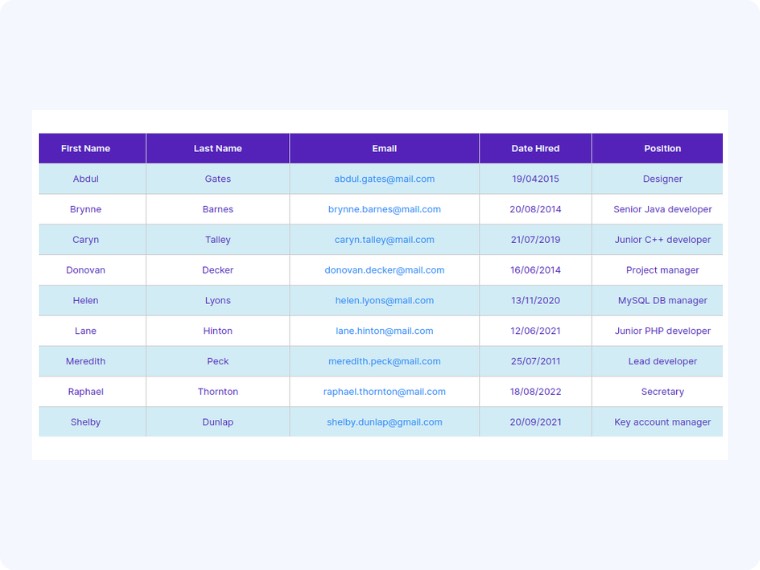 First Name Last Name Email Date Hired Position
Abdul Gates abdul.gates@mail.com 19/042015 Designer
Brynne Barnes brynne.barnes@mail.com 20/08/2014 Senior Java developer
Caryn Talley caryn.talley@mail.com 21/07/2019 Junior C++ developer
Donovan Decker donovan.decker@mail.com 16/06/2014 Project manager
Helen Lyons helen.lyons@mail.com 13/11/2020 MySQL DB manager
Lane Hinton lane.hinton@mail.com 12/06/2021 Junior PHP developer
Meredith Peck meredith.peck@mail.com 25/07/2011 Lead developer
Raphael Thornton raphael.thornton@mail.com 18/08/2022 Secretary
Shelby Dunlap shelby.dunlap@gmail.com 20/09/2021 Key account manager